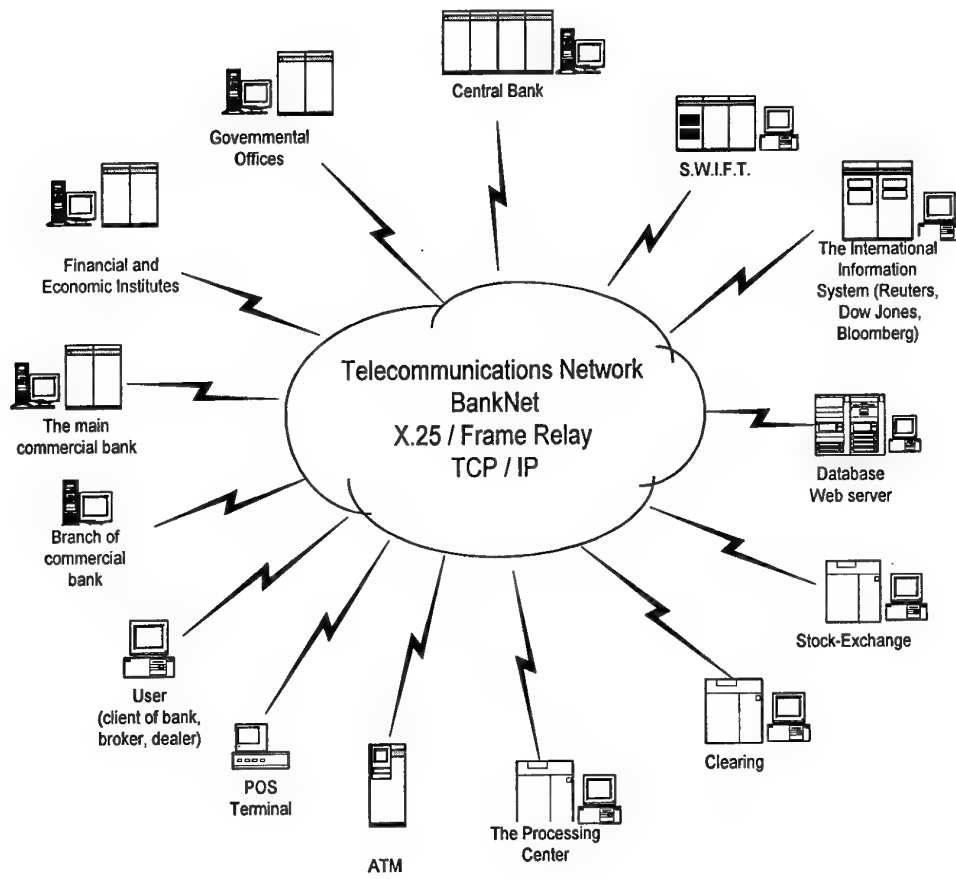 Central Bank
Governmental
Offices
S.W.I.F.T.
Financial and
Economic Institutes
The International
Information
System (Reuters,
Dow Jones,
Bloomberg)
Telecommunications Network
BankNet
X.25 / Frame Relay
TCP / IP
The main
commercial bank
Database
Web server
Branch of
commercial
bank
Stock-Exchange
User
(client of bank,
broker, dealer)
Clearing
POS
Terminal
The Processing
Center
ATM